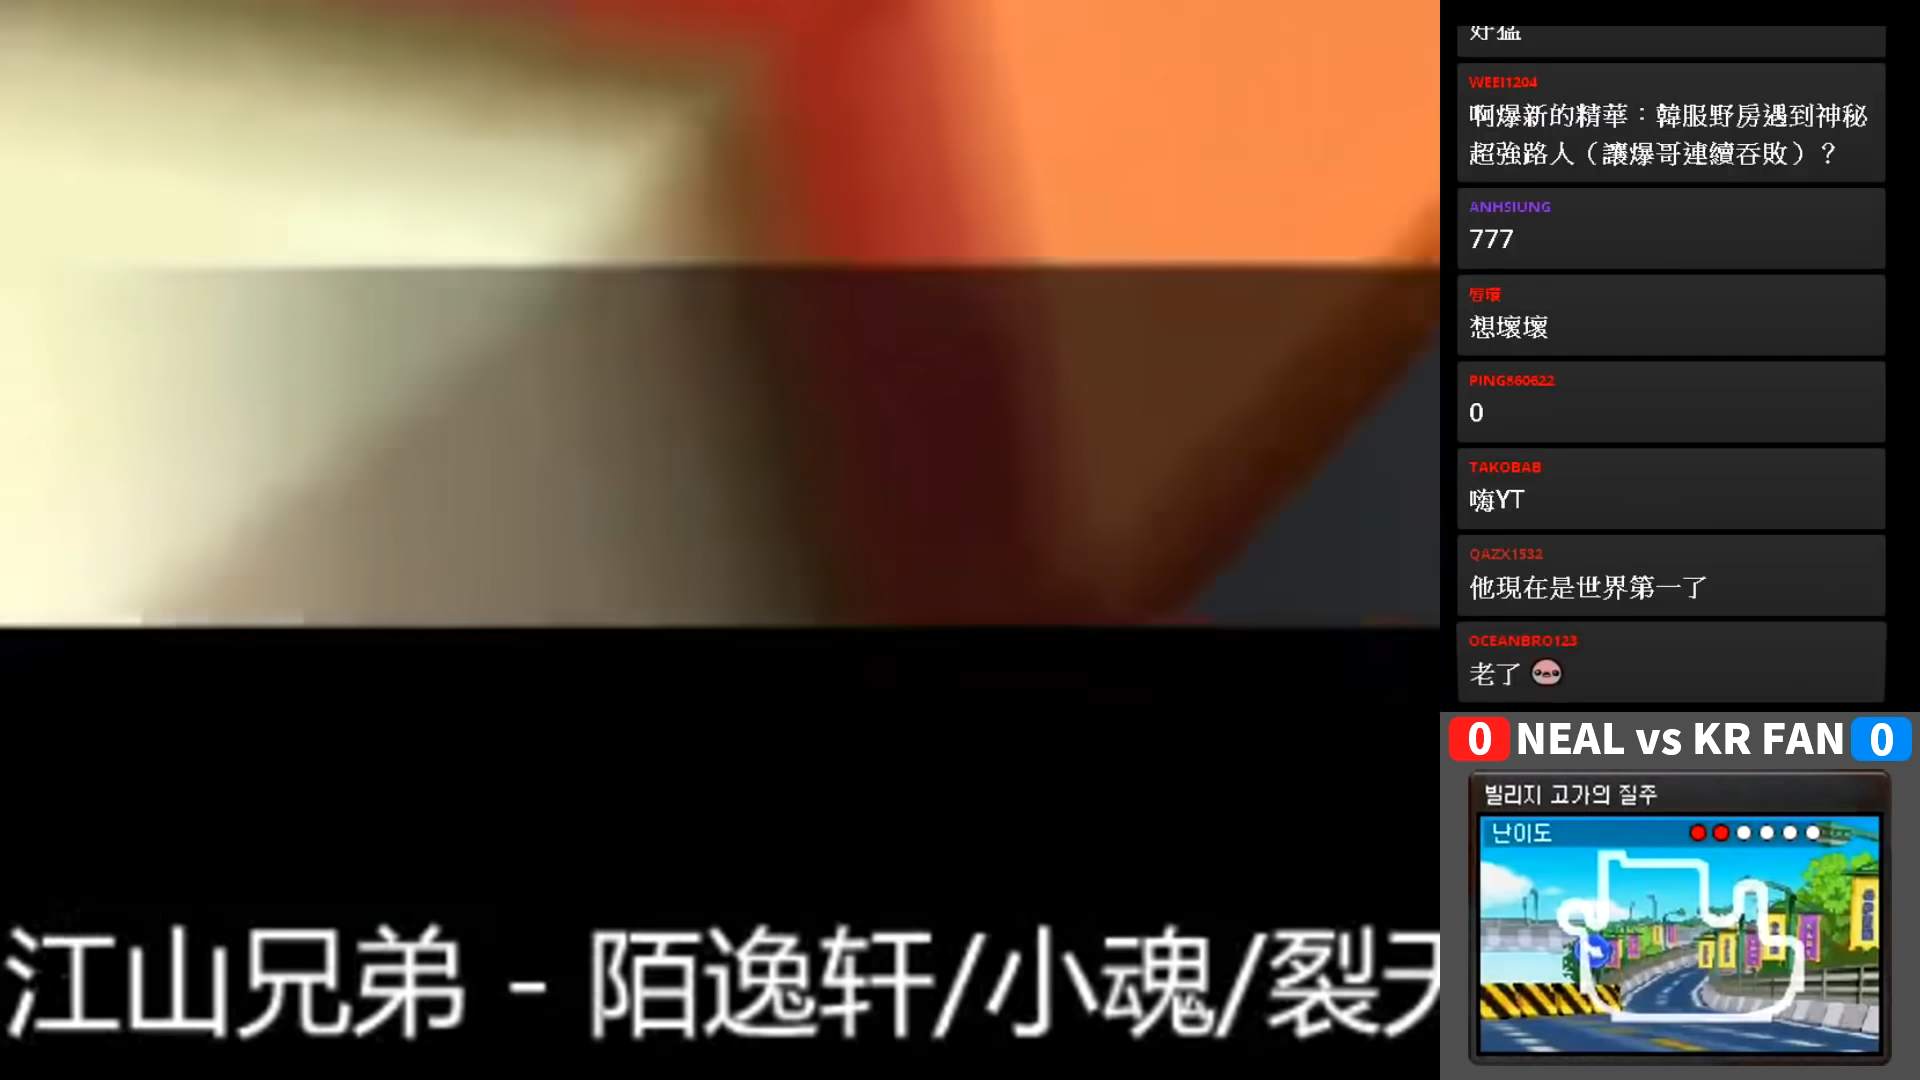 好猛
WEEI1204
啊爆新的精華：韓服野房遇到神秘
超強路人（讓爆哥連續吞敗）？
ANHSIUNG
777
想壞壞
PING860622
0
TAKOBAB
嗨YT
QAZX1532
他現在是世界第一了
OCEANBRO123
老了
0 NEAL vs KR FAN 0
빌리지 고가의 질주
난이도
江山兄弟 - 陌逸轩/小魂/裂天